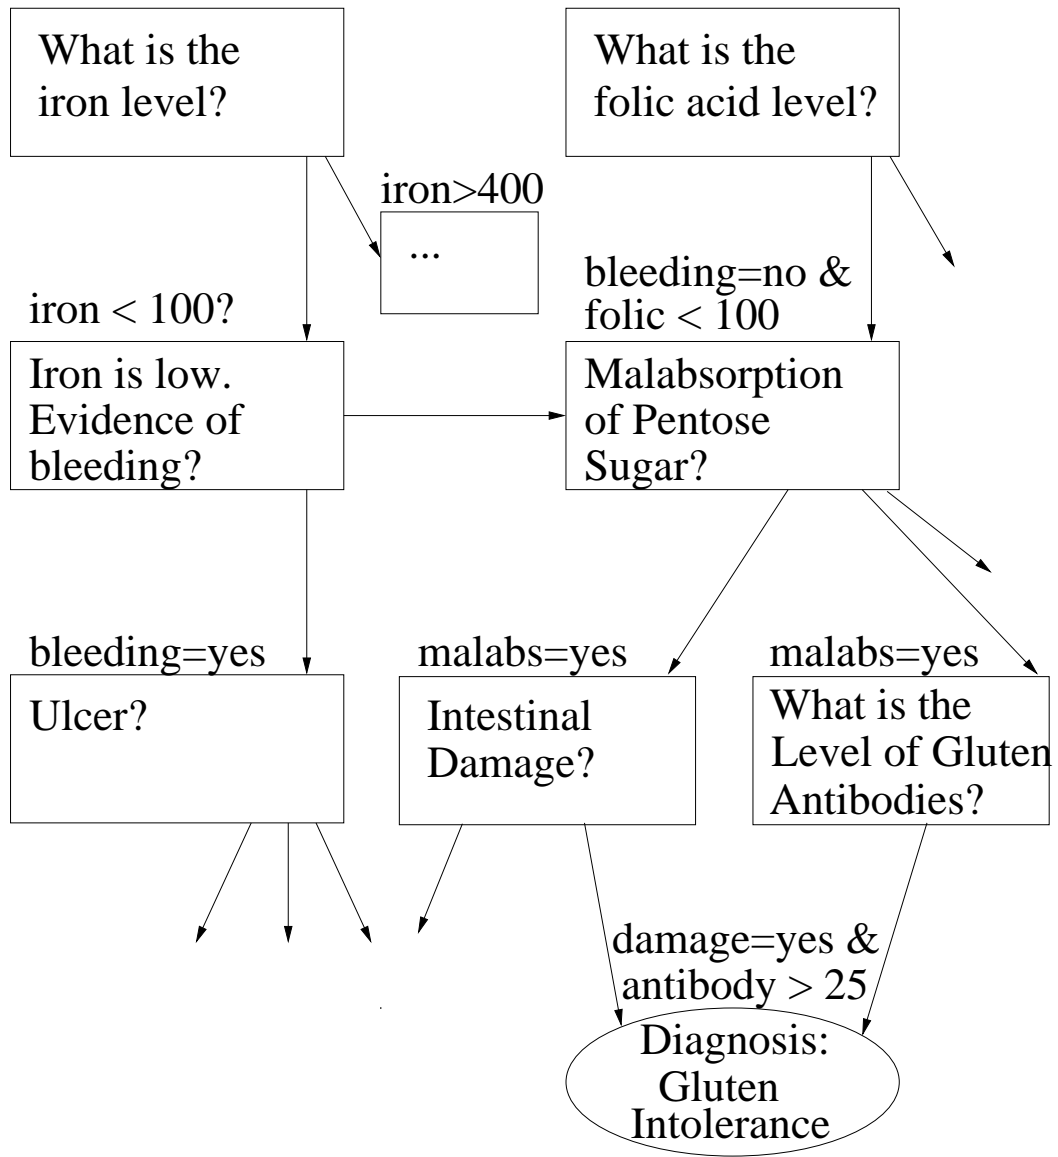 What is the
iron level?
What is the
folic acid level?
iron>400
...
bleeding=no &
folic < 100
iron < 100?
Iron is low.
Evidence of
bleeding?
Malabsorption
of Pentose
Sugar?
bleeding=yes
malabs=yes
malabs=yes
Ulcer?
Intestinal
Damage?
What is the
Level of Gluten
Antibodies?
damage=yes &
antibody > 25
Diagnosis:
Gluten
Intolerance